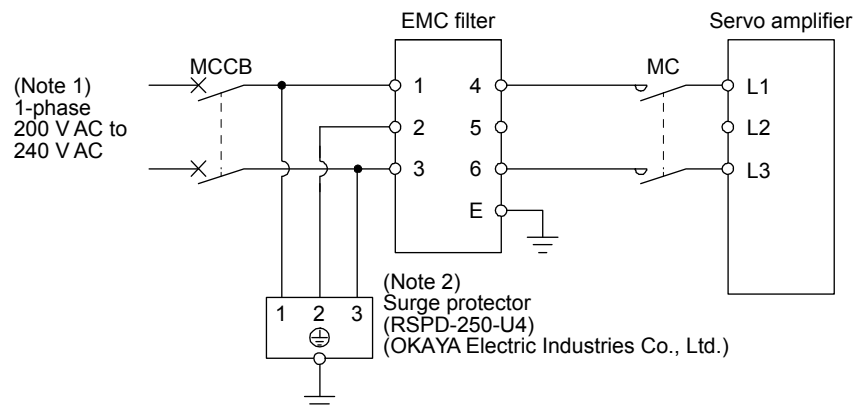 EMC filter
Servo amplifier
MCCB
MC
(Note 1)
1-phase
200 V AC to
240 V AC
1
4
L1
2
5
L2
3
6
L3
E
(Note 2)
Surge protector
(RSPD-250-U4)
(OKAYA Electric Industries Co., Ltd.)
1 2 3